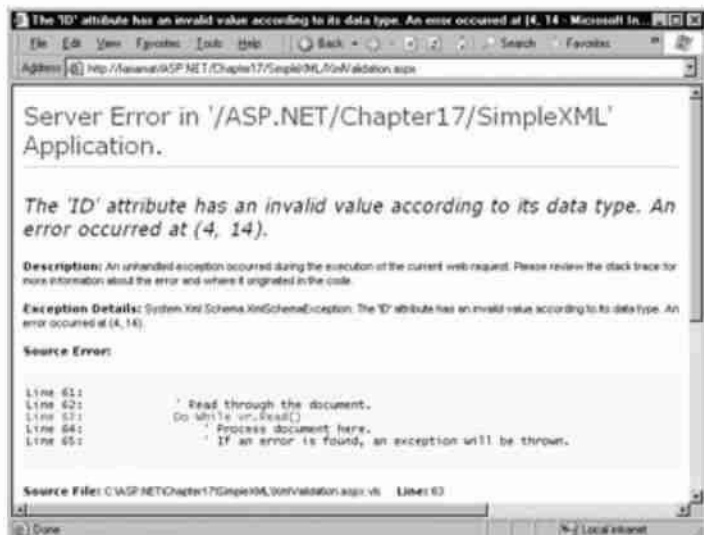 The 'ID' attribute has an invalid value according to its data type. An error occurred at (4, 14 - Microsoft In...
File Edit View Favorites Tools Help Back Search Favorites
Address http://fariamat/ASP.NET/Chapter17/SimpleXML/XmlValidation.aspx
Server Error in '/ASP.NET/Chapter17/SimpleXML'
Application.
The 'ID' attribute has an invalid value according to its data type. An
error occurred at (4, 14).
Description: An unhandled exception occurred during the execution of the current web request. Please review the stack trace for
more information about the error and where it originated in the code.
Exception Details: System.Xml.Schema.XmlSchemaException: The 'ID' attribute has an invalid value according to its data type. An
error occurred at (4, 14).
Source Error:
Line 61:
Line 62: ' Read through the document.
Line 63: Do While vr.Read()
Line 64: ' Process document here.
Line 65: ' If an error is found, an exception will be thrown.
Source File: C:\ASP.NET\Chapter17\SimpleXML\XmlValidation.aspx.vb Line: 63
Done Local intranet